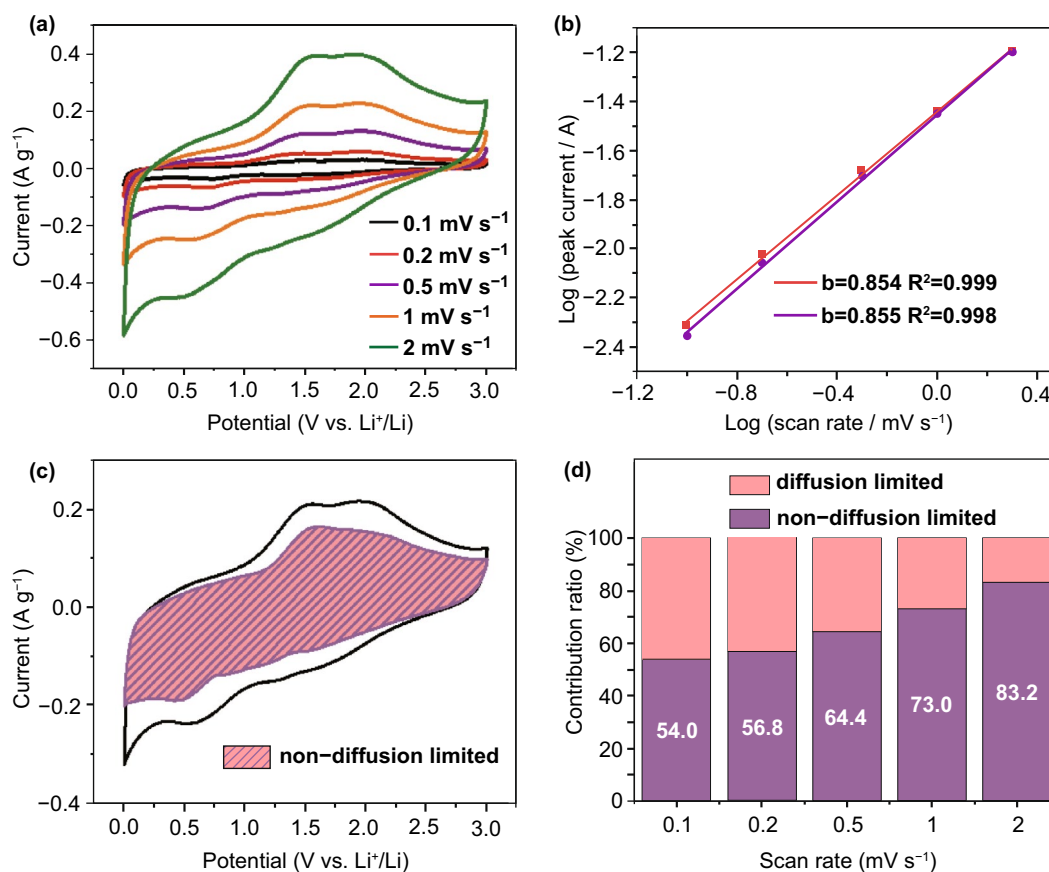 (a)
0.4
0.2
0.0
−0.2
−0.4
−0.6
Current (A g⁻¹)
0.1 mV s⁻¹
0.2 mV s⁻¹
0.5 mV s⁻¹
1 mV s⁻¹
2 mV s⁻¹
0.0 0.5 1.0 1.5 2.0 2.5 3.0
Potential (V vs. Li⁺/Li)
(b)
−1.2
−1.4
−1.6
−1.8
−2.0
−2.2
−2.4
Log (peak current / A)
b=0.854 R²=0.999
b=0.855 R²=0.998
−1.2 −0.8 −0.4 0.0 0.4
Log (scan rate / mV s⁻¹)
(c)
0.2
0.0
−0.2
−0.4
Current (A g⁻¹)
non−diffusion limited
0.0 0.5 1.0 1.5 2.0 2.5 3.0
Potential (V vs. Li⁺/Li)
(d)
diffusion limited
non−diffusion limited
100
80
60
40
20
0
Contribution ratio (%)
54.0 56.8 64.4 73.0 83.2
0.1 0.2 0.5 1 2
Scan rate (mV s⁻¹)